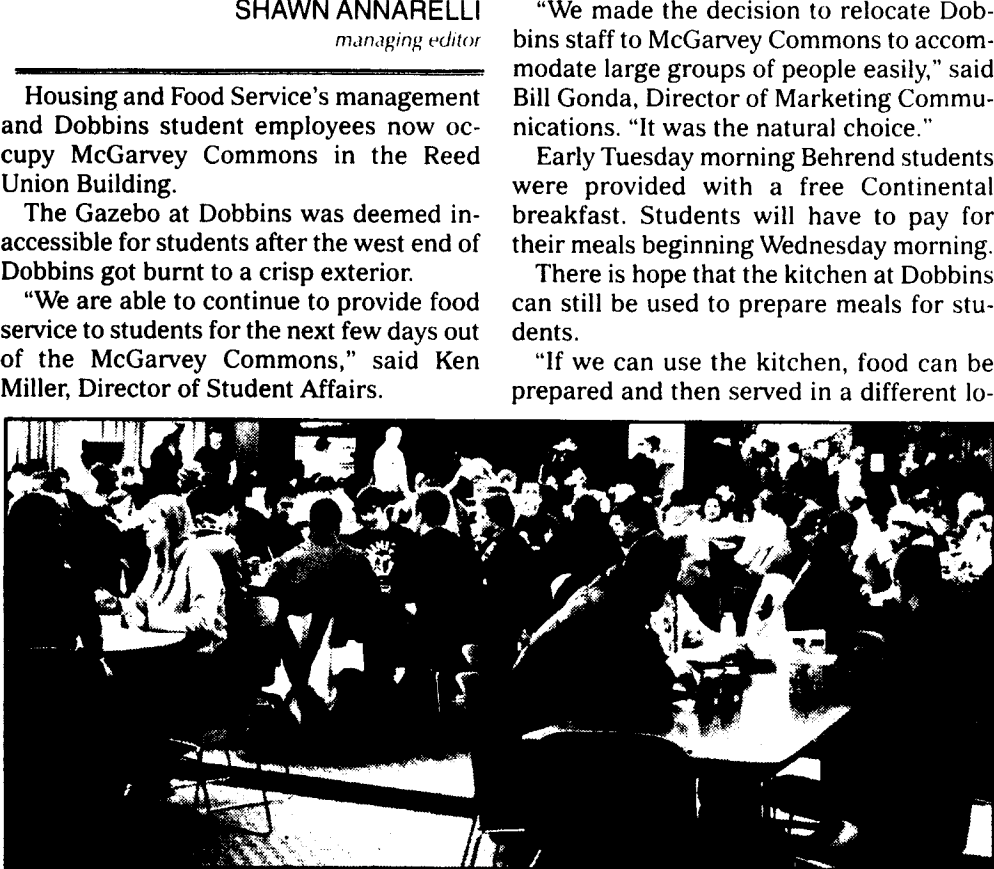 SHAWN ANNARELLI
managing editor
Housing and Food Service's management
and Dobbins student employees now oc-
cupy McGarvey Commons in the Reed
Union Building.
The Gazebo at Dobbins was deemed in-
accessible for students after the west end of
Dobbins got burnt to a crisp exterior.
"We are able to continue to provide food
service to students for the next few days out
of the McGarvey Commons," said Ken
Miller, Director of Student Affairs.
"We made the decision to relocate Dob-
bins staff to McGarvey Commons to accom-
modate large groups of people easily," said
Bill Gonda, Director of Marketing Commu-
nications. "It was the natural choice."
Early Tuesday morning Behrend students
were provided with a free Continental
breakfast. Students will have to pay for
their meals beginning Wednesday morning.
There is hope that the kitchen at Dobbins
can still be used to prepare meals for stu-
dents.
"If we can use the kitchen, food can be
prepared and then served in a different lo-